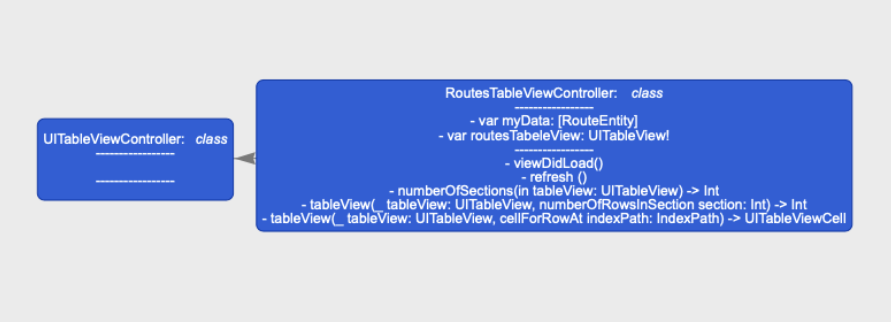 UITableViewController: class
-----------------
-----------------
RoutesTableViewController: class
-----------------
- var myData: [RouteEntity]
- var routesTabeleView: UITableView!
-----------------
- viewDidLoad()
- refresh ()
- numberOfSections(in tableView: UITableView) -> Int
- tableView(_ tableView: UITableView, numberOfRowsInSection section: Int) -> Int
- tableView(_ tableView: UITableView, cellForRowAt indexPath: IndexPath) -> UITableViewCell